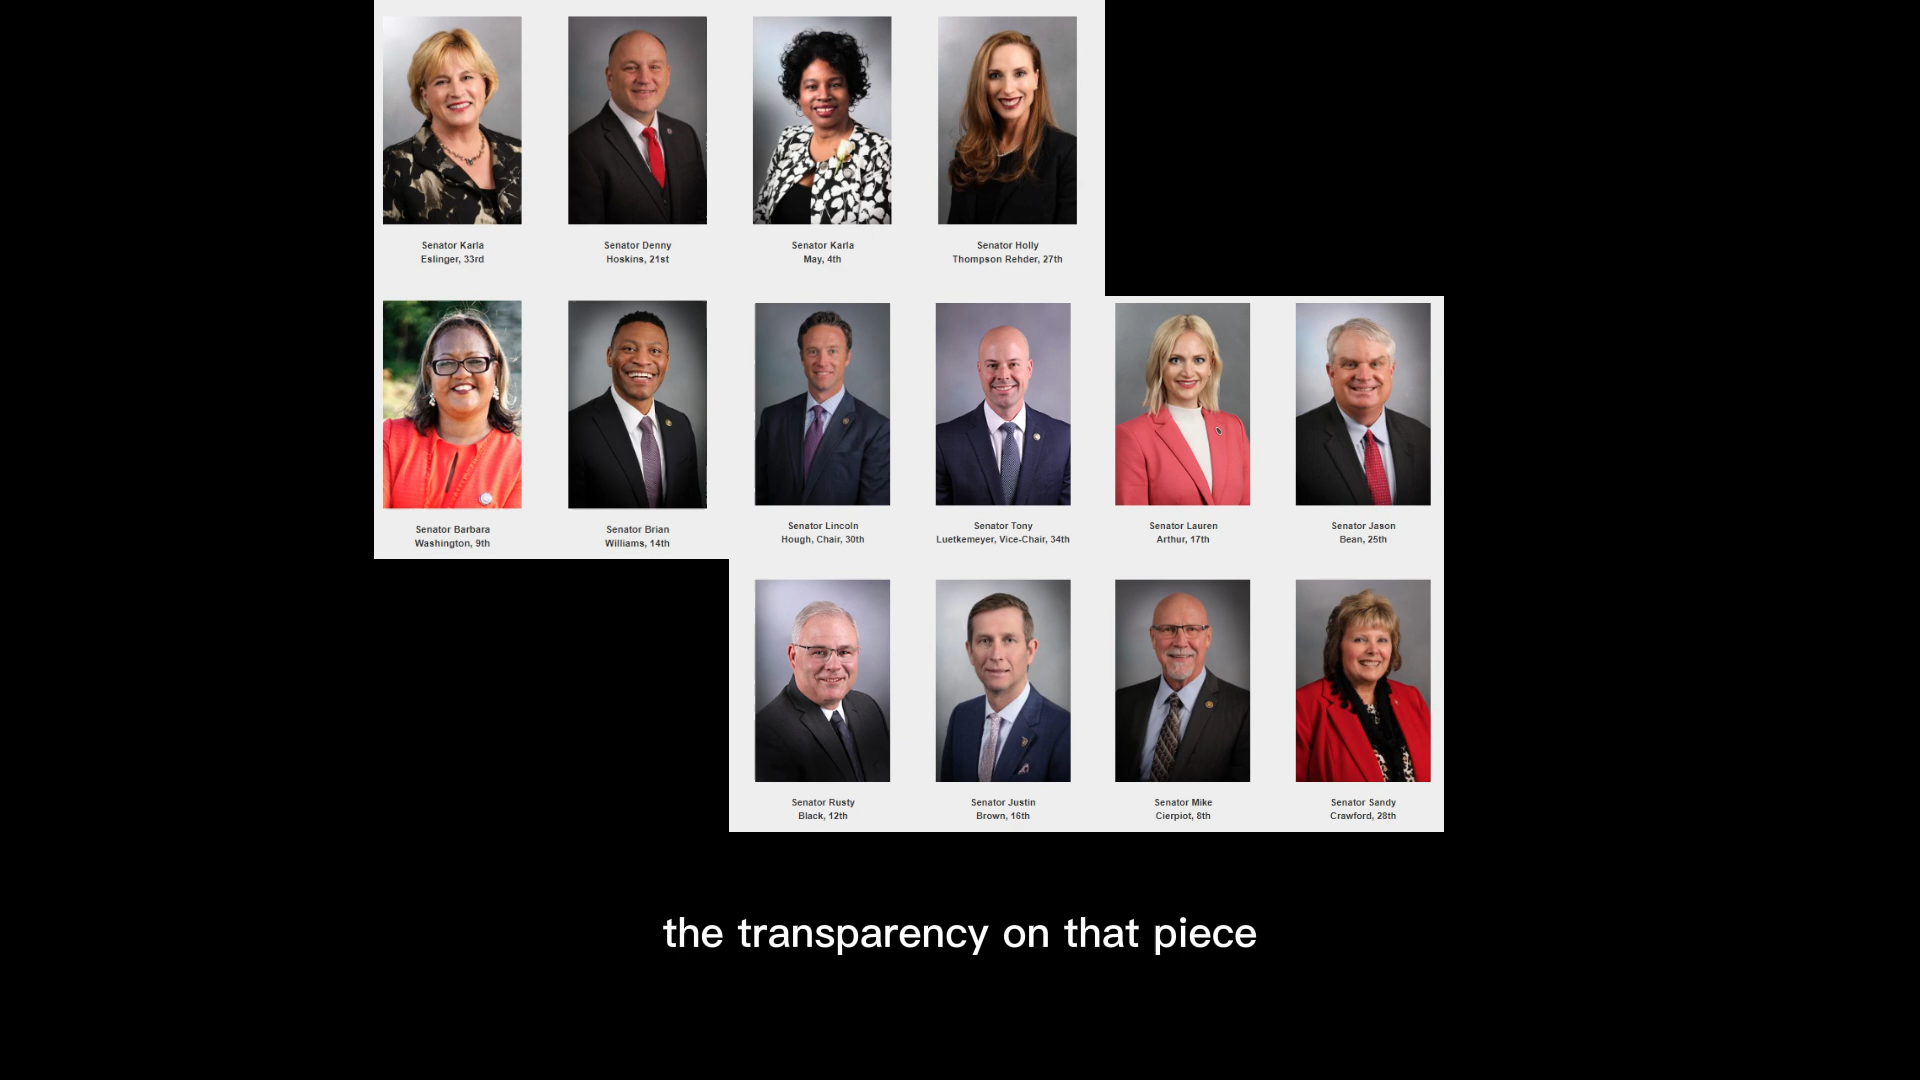 Senator Karla
Eslinger, 33rd
Senator Denny
Hoskins, 21st
Senator Karla
May, 4th
Senator Holly
Thompson Rehder, 27th
Senator Barbara
Washington, 9th
Senator Brian
Williams, 14th
Senator Lincoln
Hough, Chair, 30th
Senator Tony
Luetkemeyer, Vice-Chair, 34th
Senator Lauren
Arthur, 17th
Senator Jason
Bean, 25th
Senator Rusty
Black, 12th
Senator Justin
Brown, 16th
Senator Mike
Cierpiot, 8th
Senator Sandy
Crawford, 28th
the transparency on that piece